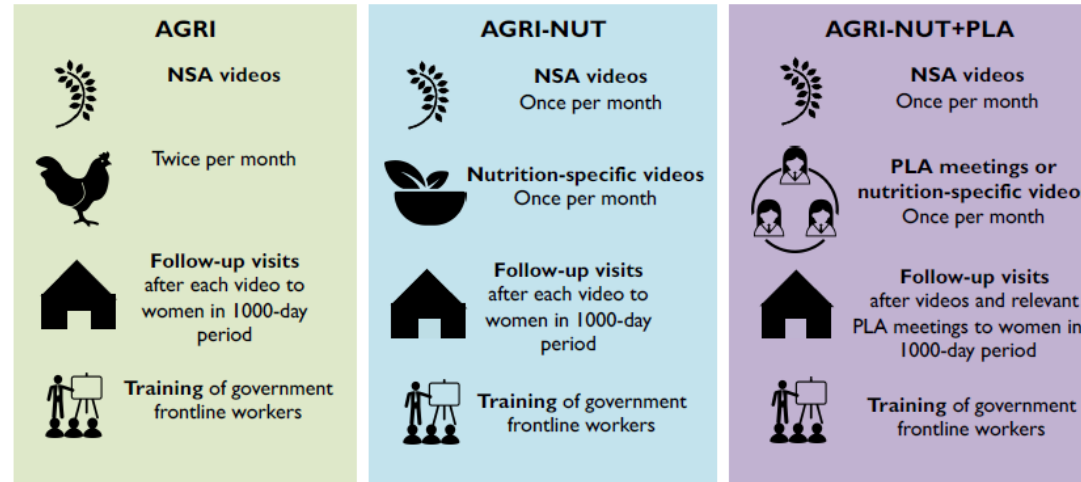 AGRI
NSA videos
Twice per month
Follow-up visits
after each video to
women in 1000-day
period
Training of government
frontline workers
AGRI-NUT
NSA videos
Once per month
Nutrition-specific videos
Once per month
Follow-up visits
after each video to
women in 1000-day
period
Training of government
frontline workers
AGRI-NUT+PLA
NSA videos
Once per month
PLA meetings or
nutrition-specific video
Once per month
Follow-up visits
after videos and relevant
PLA meetings to women in
1000-day period
Training of government
frontline workers